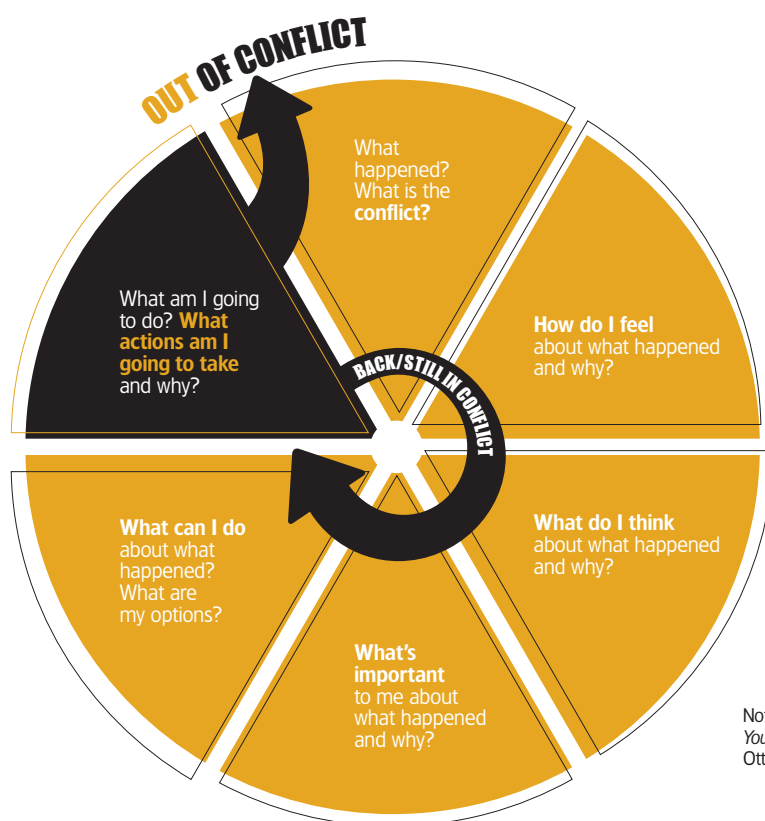 OUT OF CONFLICT
What
happened?
What is the
conflict?
How do I feel
about what happened
and why?
What do I think
about what happened
and why?
What's
important
to me about
what happened
and why?
What can I do
about what
happened?
What are
my options?
What am I going
to do? What
actions am I
going to take
and why?
BACK/STILL IN CONFLICT
Not
You
Ott